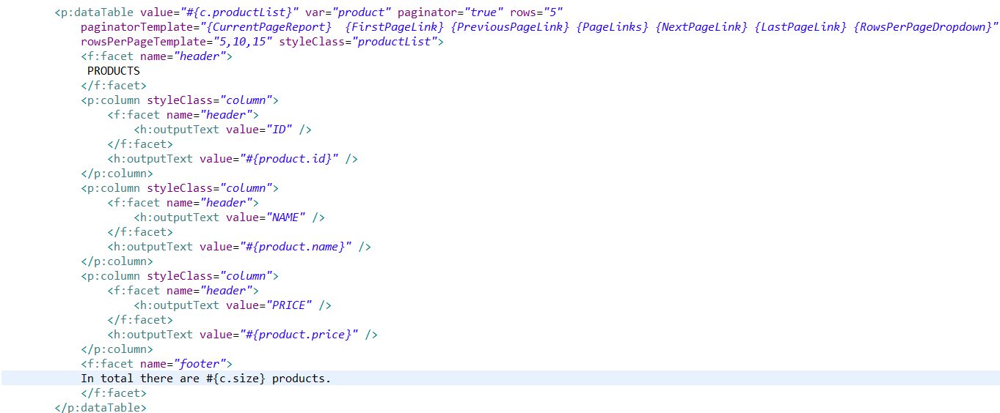 <p:dataTable value="#{c.productList}" var="product" paginator="true" rows="5"
paginatorTemplate="{CurrentPageReport}  {FirstPageLink} {PreviousPageLink} {PageLinks} {NextPageLink} {LastPageLink} {RowsPerPageDropdown}"
rowsPerPageTemplate="5,10,15" styleClass="productList">
<f:facet name="header">
PRODUCTS
</f:facet>
<p:column styleClass="column">
<f:facet name="header">
<h:outputText value="ID" />
</f:facet>
<h:outputText value="#{product.id}" />
</p:column>
<p:column styleClass="column">
<f:facet name="header">
<h:outputText value="NAME" />
</f:facet>
<h:outputText value="#{product.name}" />
</p:column>
<p:column styleClass="column">
<f:facet name="header">
<h:outputText value="PRICE" />
</f:facet>
<h:outputText value="#{product.price}" />
</p:column>
<f:facet name="footer">
In total there are #{c.size} products.
</f:facet>
</p:dataTable>